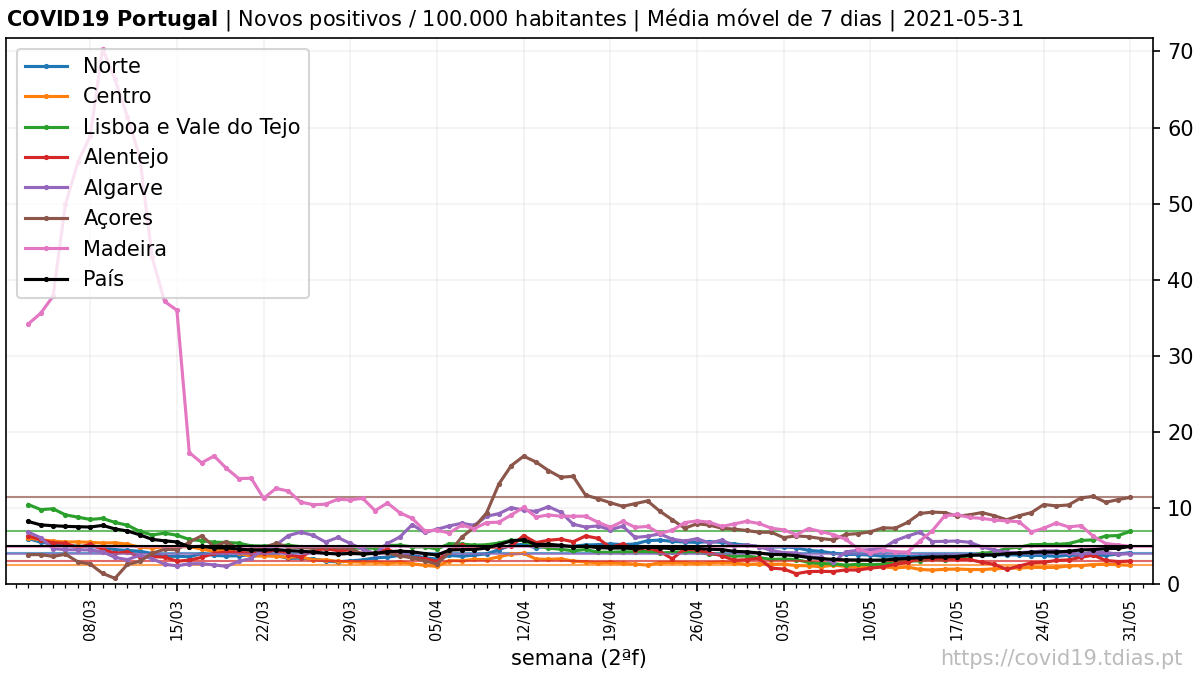 COVID19 Portugal | Novos positivos / 100.000 habitantes | Média móvel de 7 dias | 2021-05-31
Norte
Centro
Lisboa e Vale do Tejo
Alentejo
Algarve
Açores
Madeira
País
70
60
50
40
30
20
10
0
08/03
15/03
22/03
29/03
05/04
12/04
19/04
26/04
03/05
10/05
17/05
24/05
31/05
semana (2ªf)
https://covid19.tdias.pt